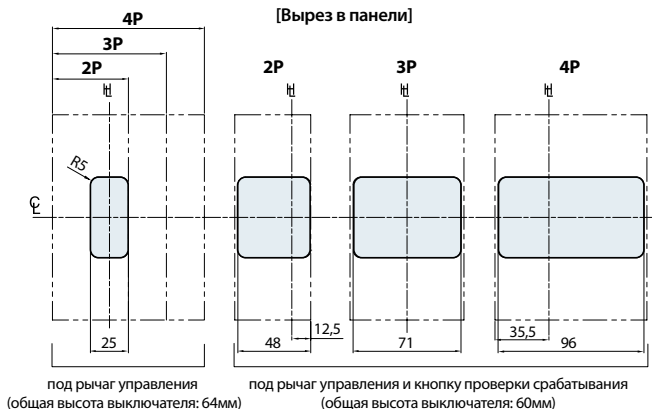 [Вырез в панели]
4P
3P
2P
2P
3P
4P
R5
25
48
12,5
71
35,5
96
под рычаг управления
(общая высота выключателя: 64мм)
под рычаг управления и кнопку проверки срабатывания
(общая высота выключателя: 60мм)